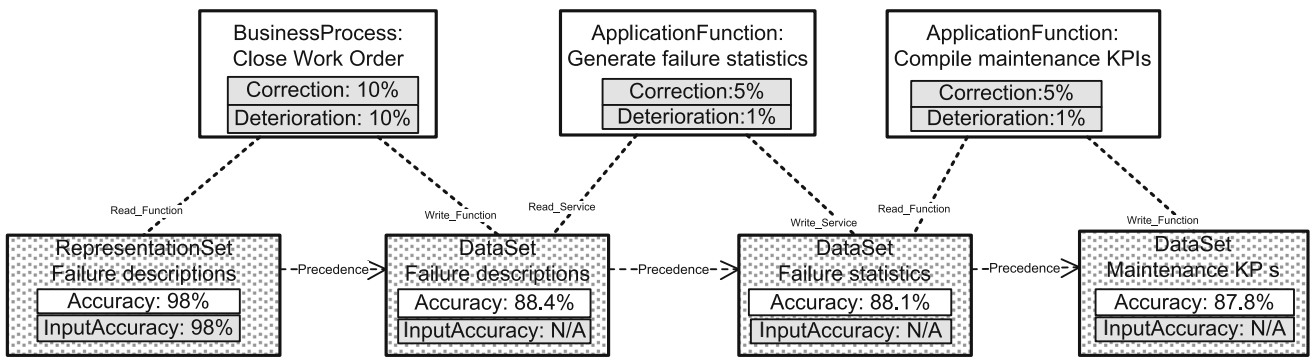 BusinessProcess:
Close Work Order
Correction: 10%
Deterioration: 10%
ApplicationFunction:
Generate failure statistics
Correction:5%
Deterioration:1%
ApplicationFunction:
Compile maintenance KPIs
Correction:5%
Deterioration:1%
Read_Function
Write_Function
Read_Service
Write_Service
Read_Function
Write_Function
RepresentationSet
Failure descriptions
Accuracy: 98%
InputAccuracy: 98%
Precedence
DataSet
Failure descriptions
Accuracy: 88.4%
InputAccuracy: N/A
Precedence
DataSet
Failure statistics
Accuracy: 88.1%
InputAccuracy: N/A
Precedence
DataSet
Maintenance KP s
Accuracy: 87.8%
InputAccuracy: N/A